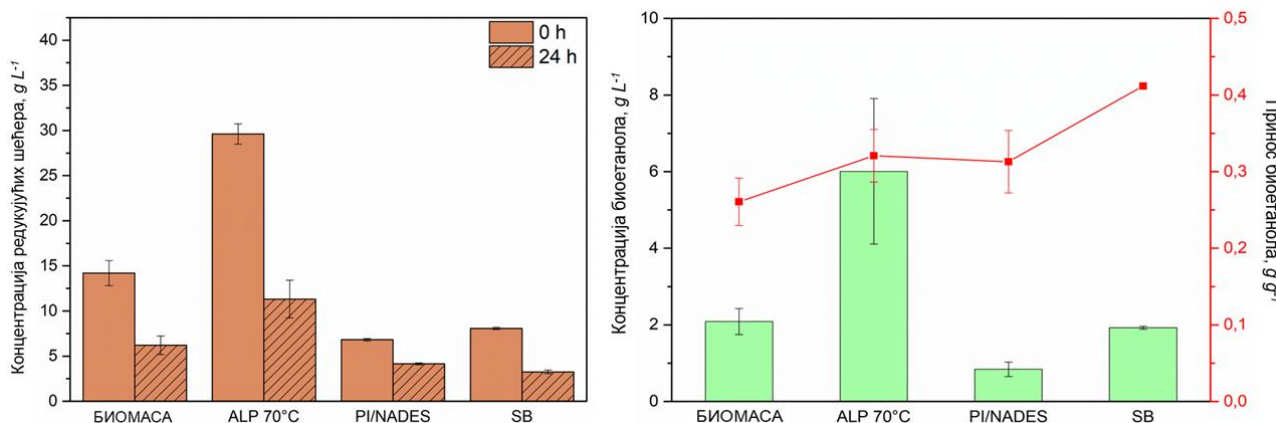 Концентрација редукујућих шећера, g L⁻¹
40
35
30
25
20
15
10
5
0
0 h
24 h
БИОМАСА
ALP 70°C
PI/NADES
SB
Концентрација биоетанола, g L⁻¹
10
8
6
4
2
0
БИОМАСА
ALP 70°C
PI/NADES
SB
0,5
0,4
0,3
0,2
0,1
0,0
Принос биоетанола, g g⁻¹